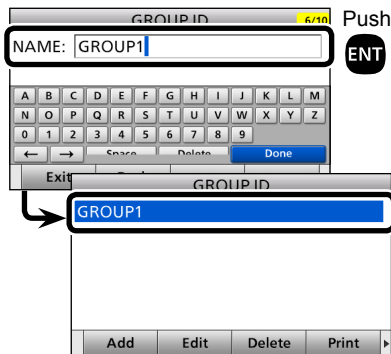 GROUP ID 6/10 Push
NAME: GROUP1
ENT
A B C D E F G H I J K L M
N O P Q R S T U V W X Y Z
0 1 2 3 4 5 6 7 8 9
← → Space Delete Done
Exit
GROUP ID
GROUP1
Add Edit Delete Print